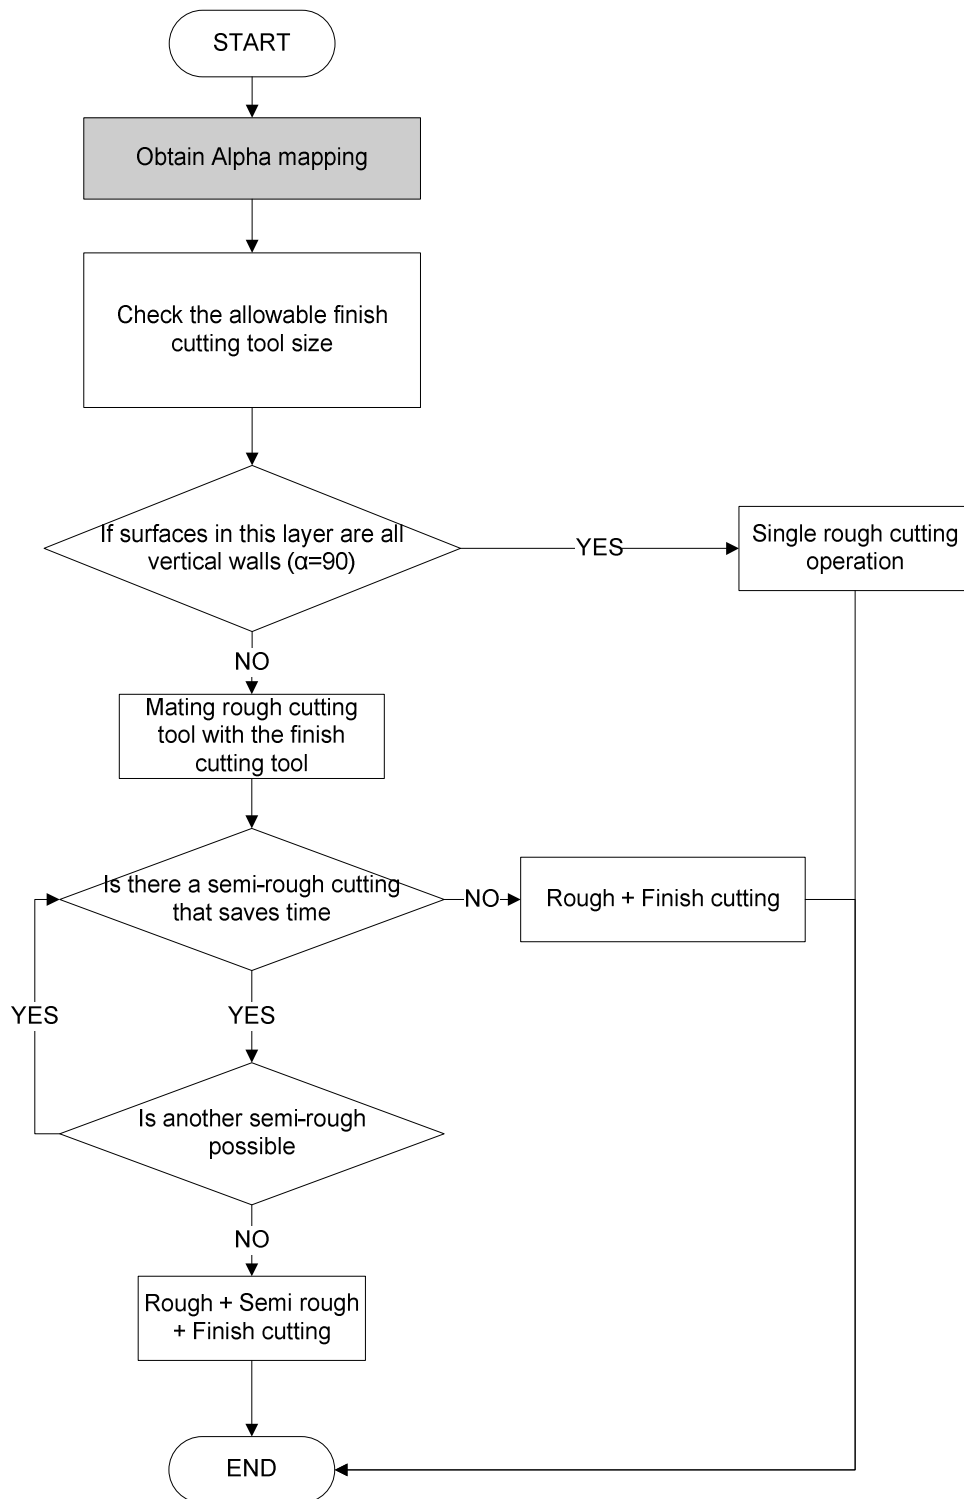 START
Obtain Alpha mapping
Check the allowable finish
cutting tool size
If surfaces in this layer are all
vertical walls (α=90)
YES
Single rough cutting
operation
NO
Mating rough cutting
tool with the finish
cutting tool
Is there a semi-rough cutting
that saves time
NO
Rough + Finish cutting
YES
YES
Is another semi-rough
possible
NO
Rough + Semi rough
+ Finish cutting
END